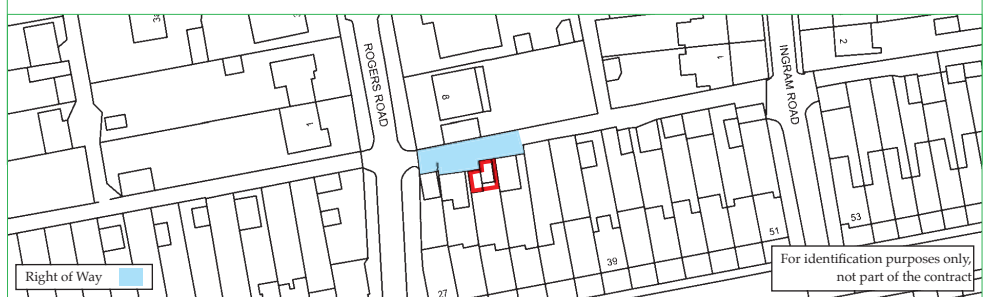 ROGERS ROAD
INGRAM ROAD
2
1
8
1
53
51
39
27
Right of Way
For identification purposes only,
not part of the contract